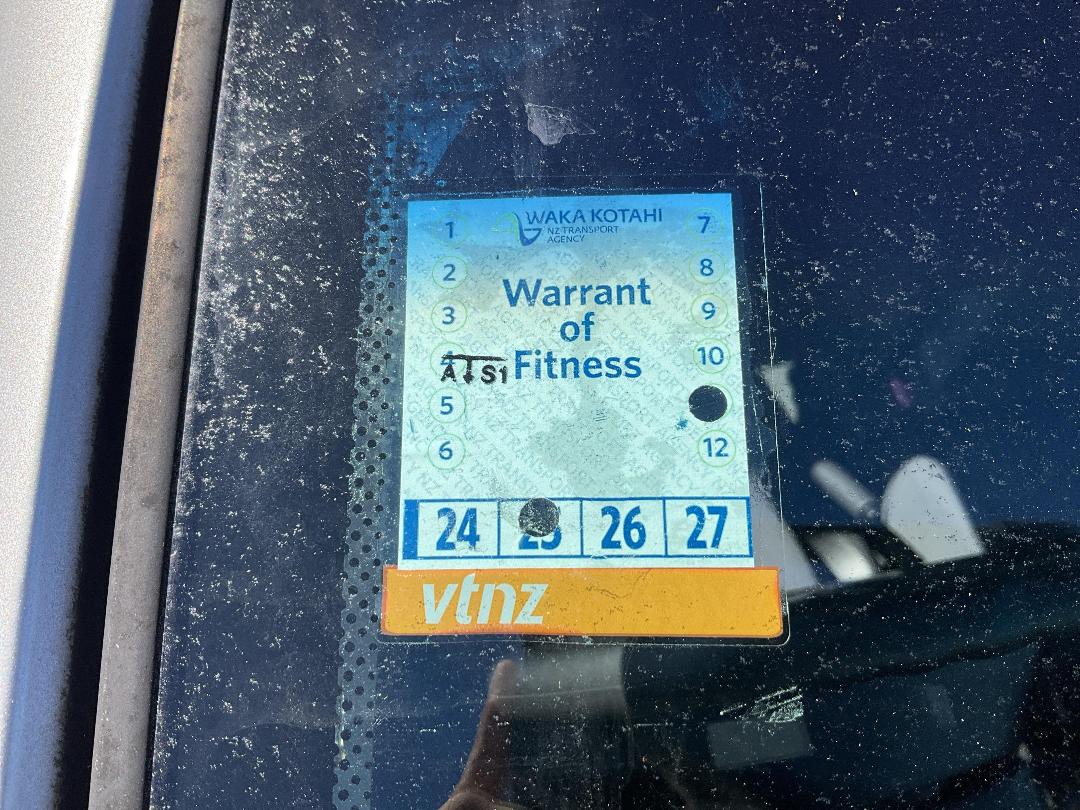 WAKA KOTAHI
NZ TRANSPORT
AGENCY
1
2
3
5
6
7
8
9
10
12
Warrant
of
Fitness
24
26
27
vtnz